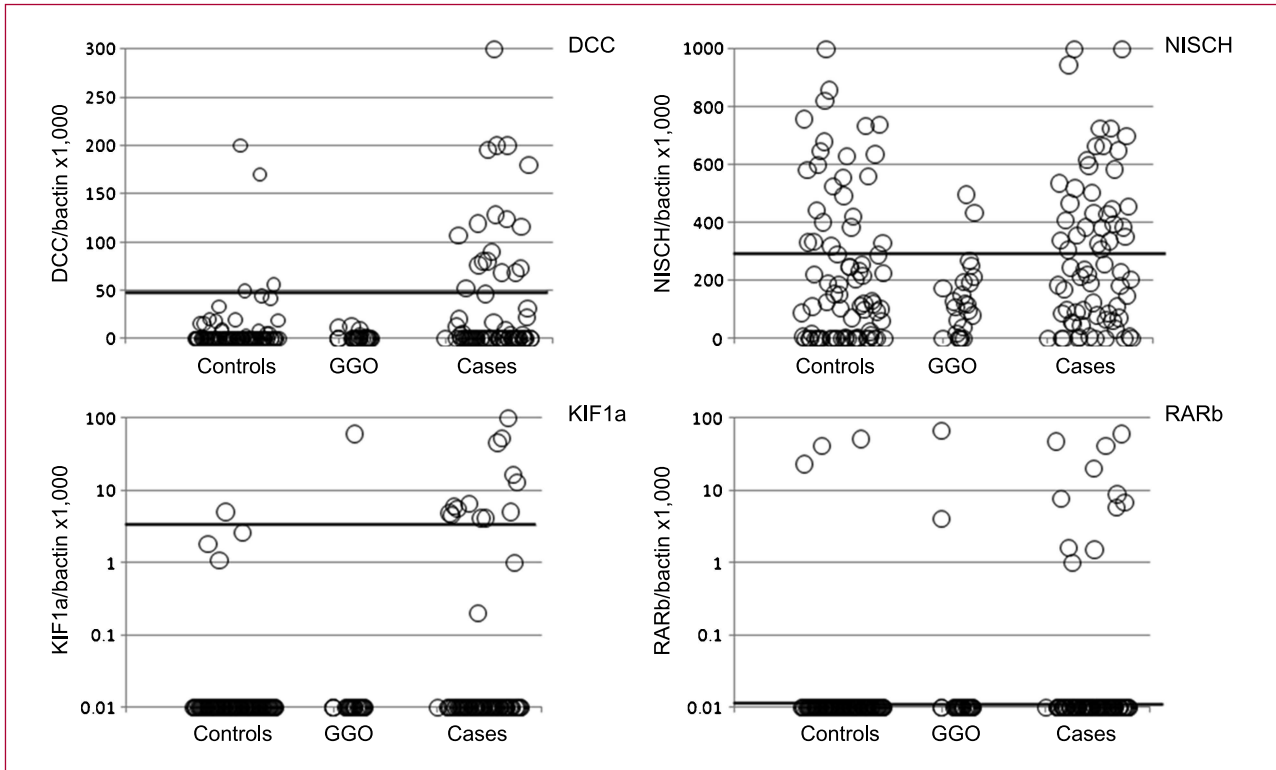 DCC
DCC/bactin x1,000
300
250
200
150
100
50
0
Controls
GGO
Cases
NISCH
NISCH/bactin x1,000
1000
800
600
400
200
0
Controls
GGO
Cases
KIF1a
KIF1a/bactin x1,000
100
10
1
0.1
0.01
Controls
GGO
Cases
RARb
RARb/bactin x1,000
100
10
1
0.1
0.01
Controls
GGO
Cases